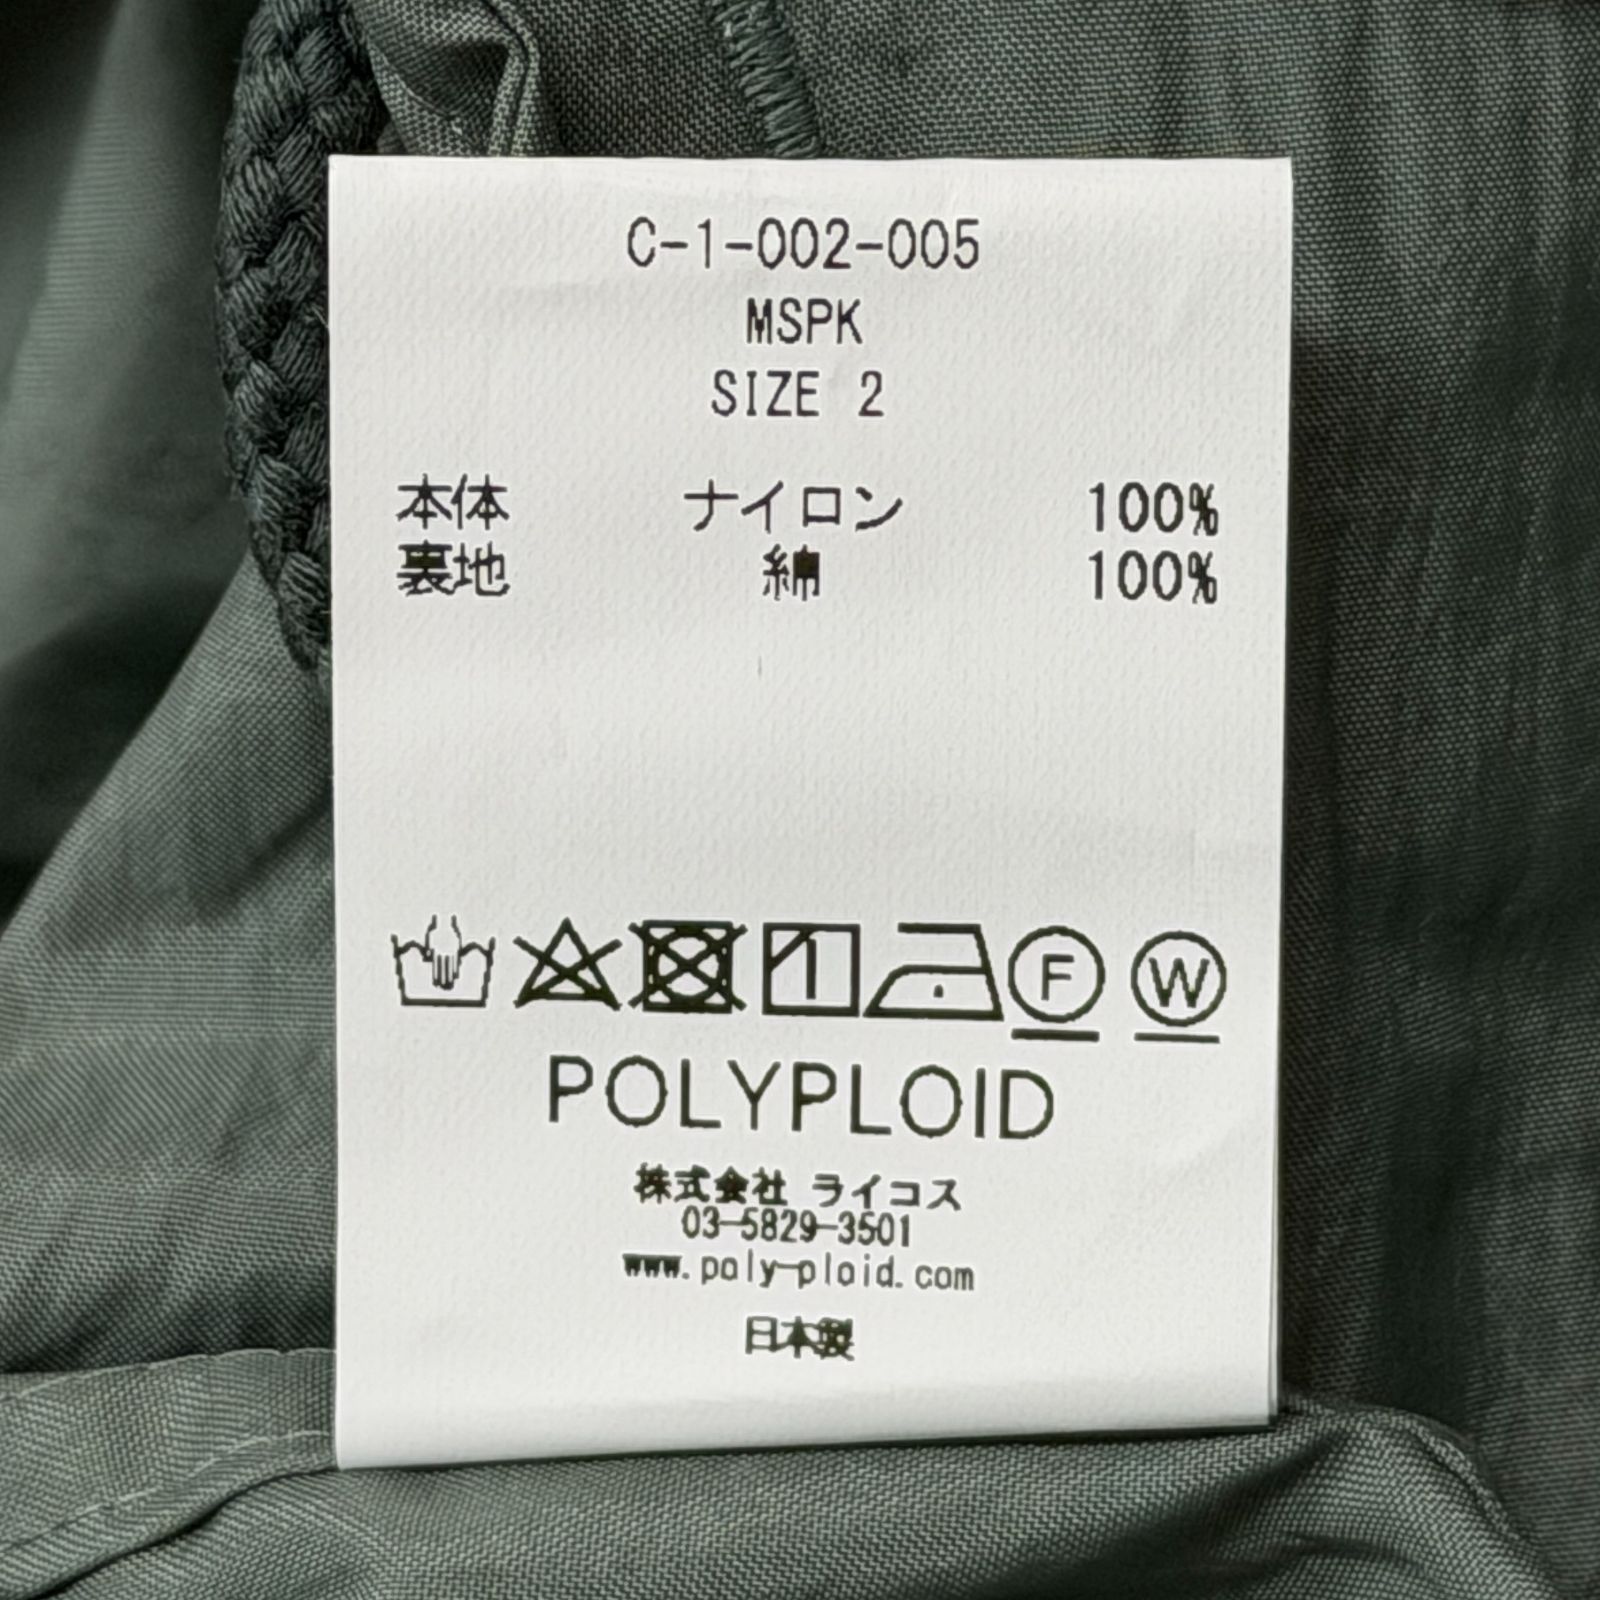 C-1-002-005
MSPK
SIZE 2
本体 ナイロン 100%
裏地 綿 100%
F W
POLYPLOID
株式会社 ライコス
03-5829-3501
www.poly-ploid.com
日本製